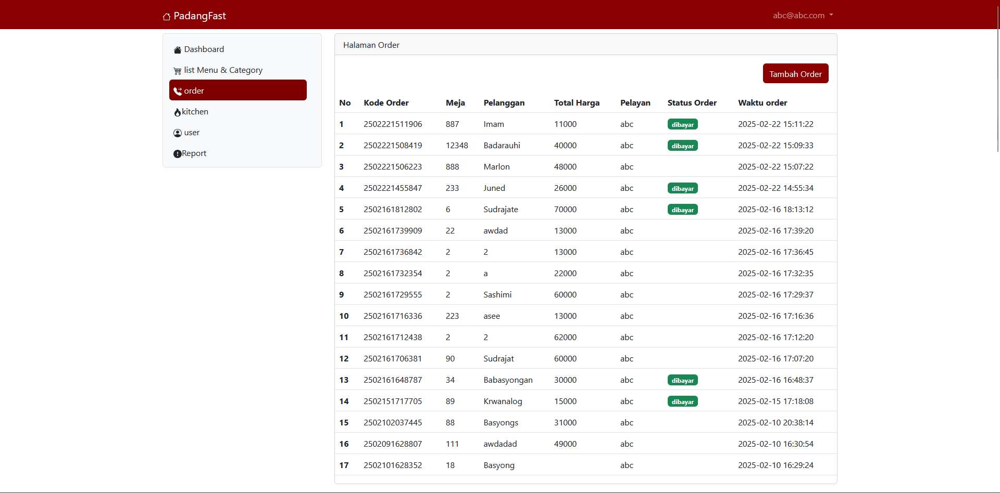 PadangFast
abc@abc.com
Dashboard
list Menu & Category
order
kitchen
user
Report
Halaman Order
Tambah Order
No Kode Order Meja Pelanggan Total Harga Pelayan Status Order Waktu order
1 2502221511906 887 Imam 11000 abc dibayar 2025-02-22 15:11:22
2 2502221508419 12348 Badarauhi 40000 abc dibayar 2025-02-22 15:09:33
3 2502221506223 888 Marlon 48000 abc 2025-02-22 15:07:22
4 2502221455847 233 Juned 26000 abc dibayar 2025-02-22 14:55:34
5 2502161812802 6 Sudrajate 70000 abc dibayar 2025-02-16 18:13:12
6 2502161739909 22 awdad 13000 abc 2025-02-16 17:39:20
7 2502161736842 2 2 13000 abc 2025-02-16 17:36:45
8 2502161732354 2 a 22000 abc 2025-02-16 17:32:35
9 2502161729555 2 Sashimi 60000 abc 2025-02-16 17:29:37
10 2502161716336 223 asee 13000 abc 2025-02-16 17:16:36
11 2502161712438 2 2 62000 abc 2025-02-16 17:12:20
12 2502161706381 90 Sudrajat 60000 abc 2025-02-16 17:07:20
13 2502161648787 34 Babasyongan 30000 abc dibayar 2025-02-16 16:48:37
14 2502151717705 89 Krwanalog 15000 abc dibayar 2025-02-15 17:18:08
15 2502102037445 88 Basyongs 31000 abc 2025-02-10 20:38:14
16 2502091628807 111 awdadad 49000 abc 2025-02-10 16:30:54
17 2502101628352 18 Basyong abc 2025-02-10 16:29:24